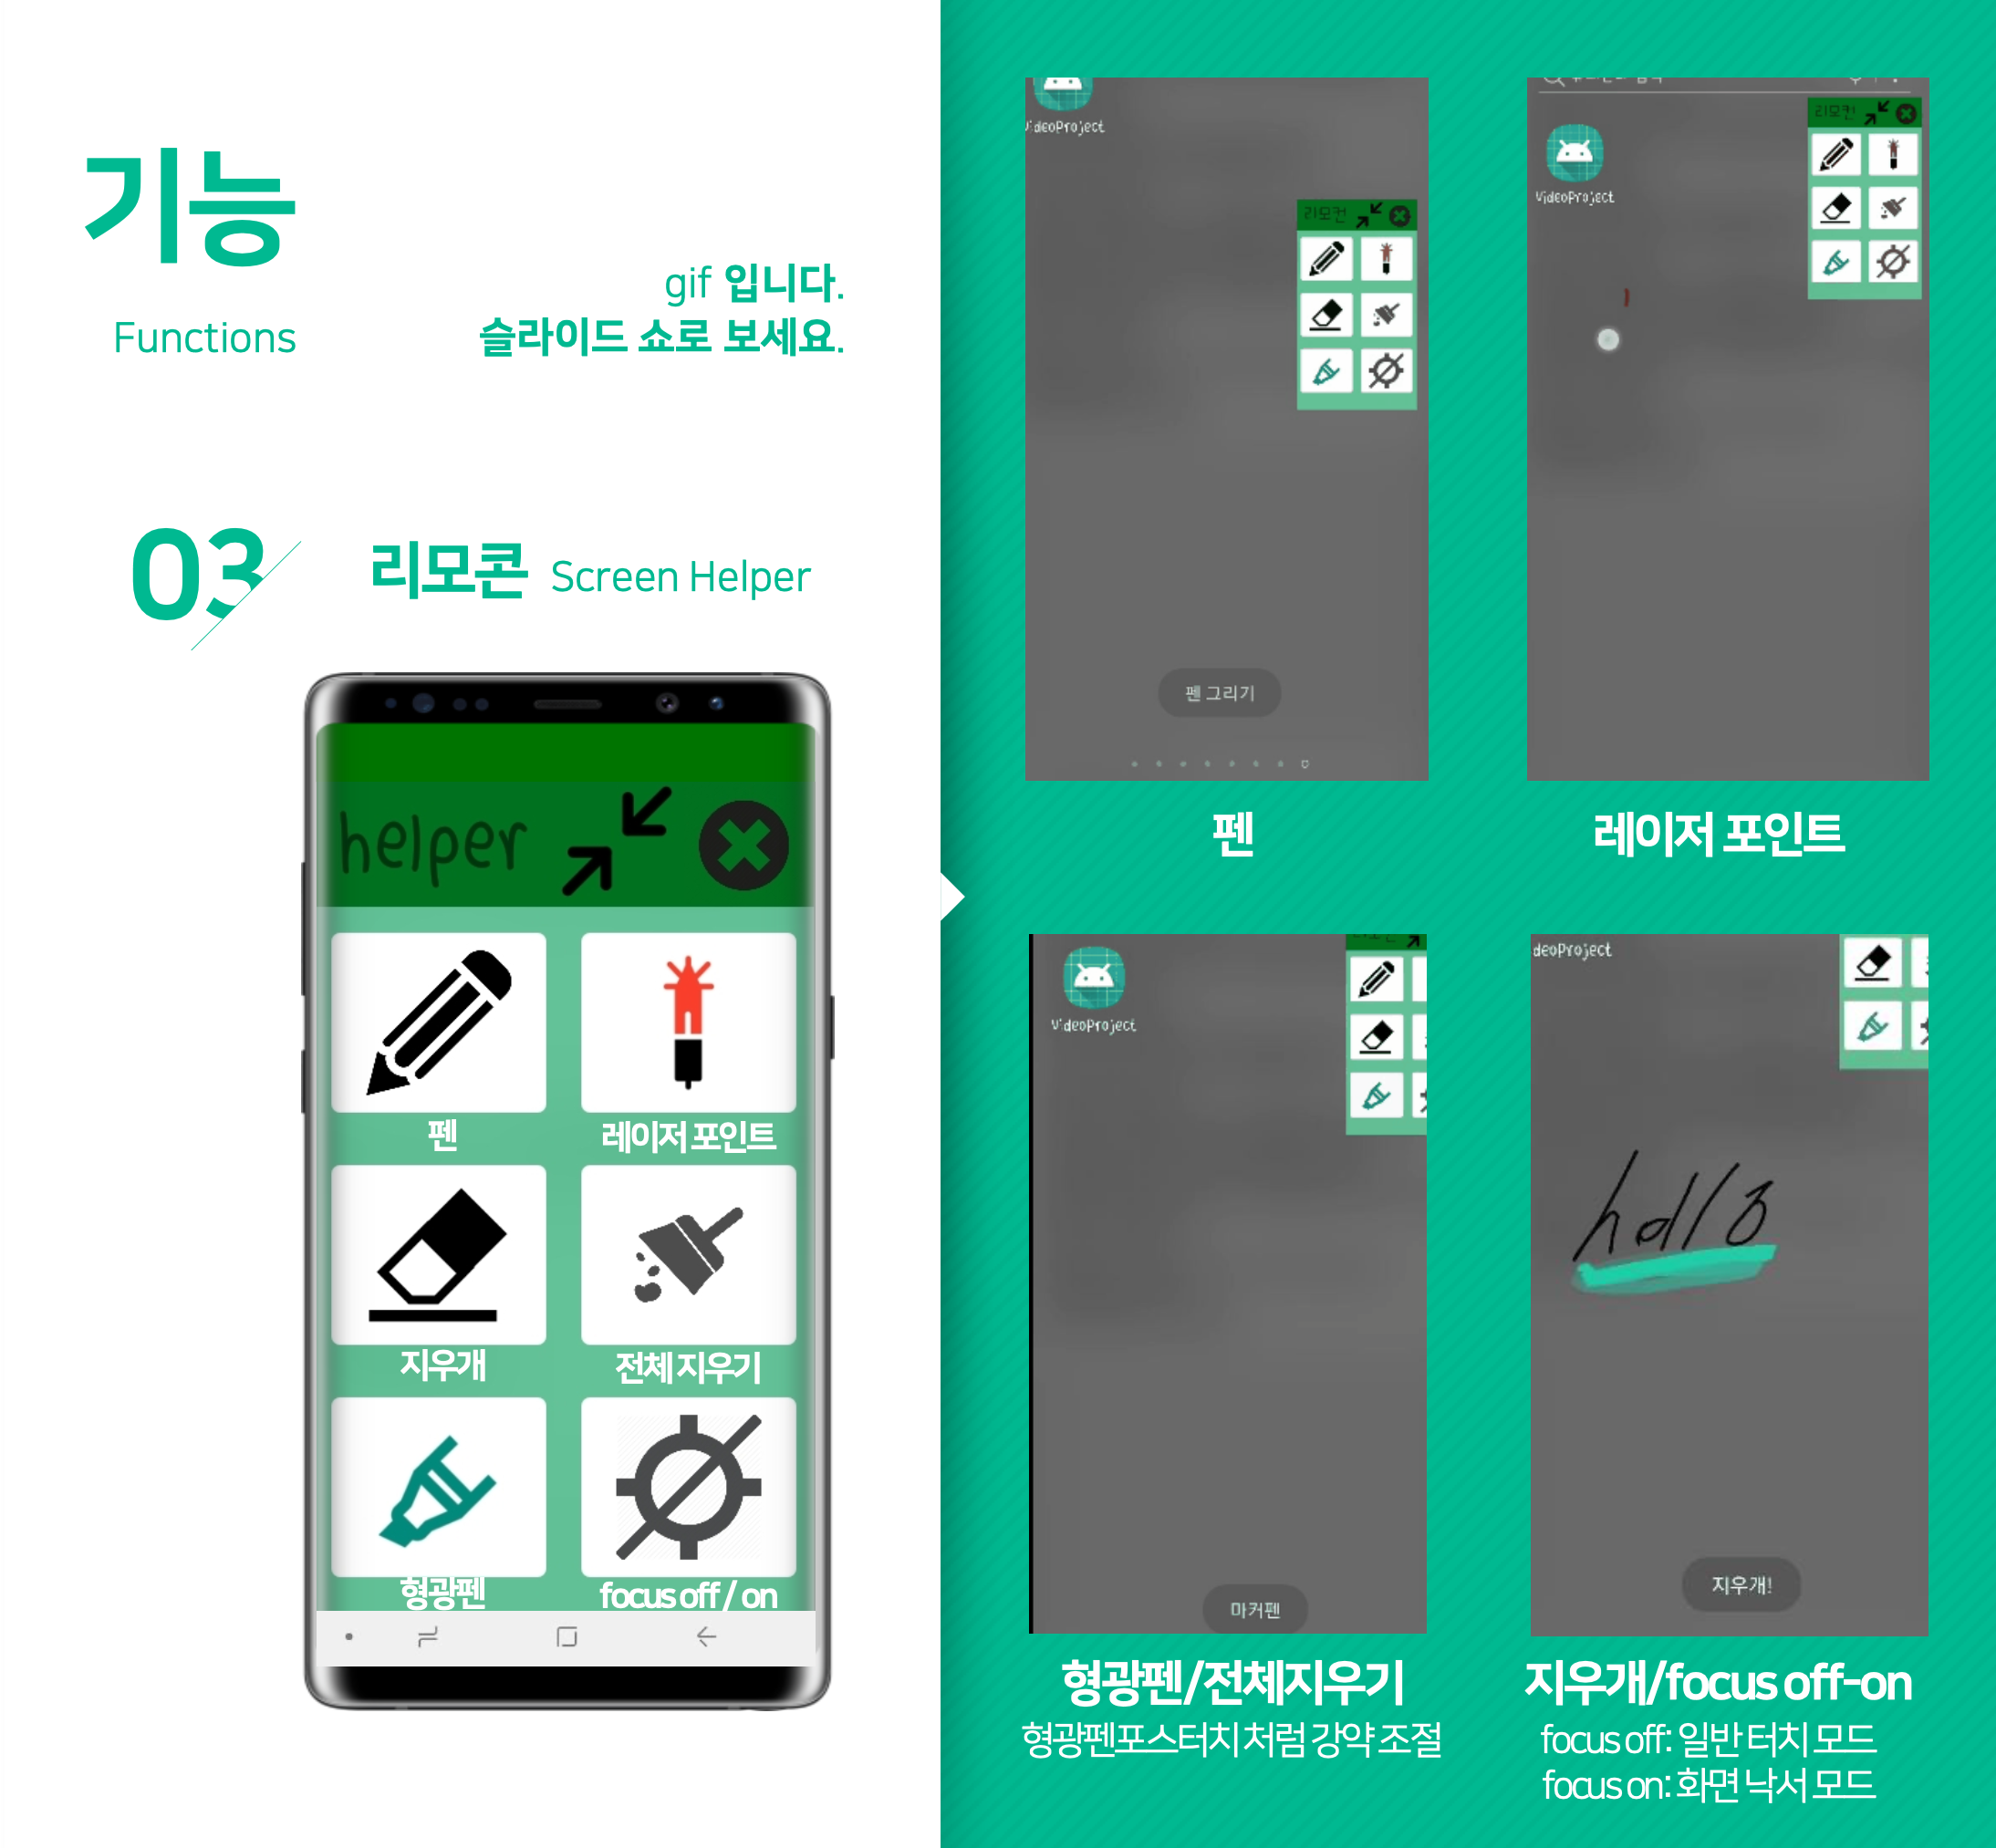 기능
Functions
gif 입니다.
슬라이드 쇼로 보세요.
03
리모콘 Screen Helper
helper
펜
레이저 포인트
지우개
전체 지우기
형광펜
focus off / on
VideoProject
리모컨
펜 그리기
펜
VideoProject
리모컨
레이저 포인트
VideoProject
마커펜
형광펜/전체지우기
형광펜포스터치 처럼 강약 조절
deoProject
지우개!
지우개/focus off-on
focus off: 일반 터치 모드
focus on: 화면 낙서 모드